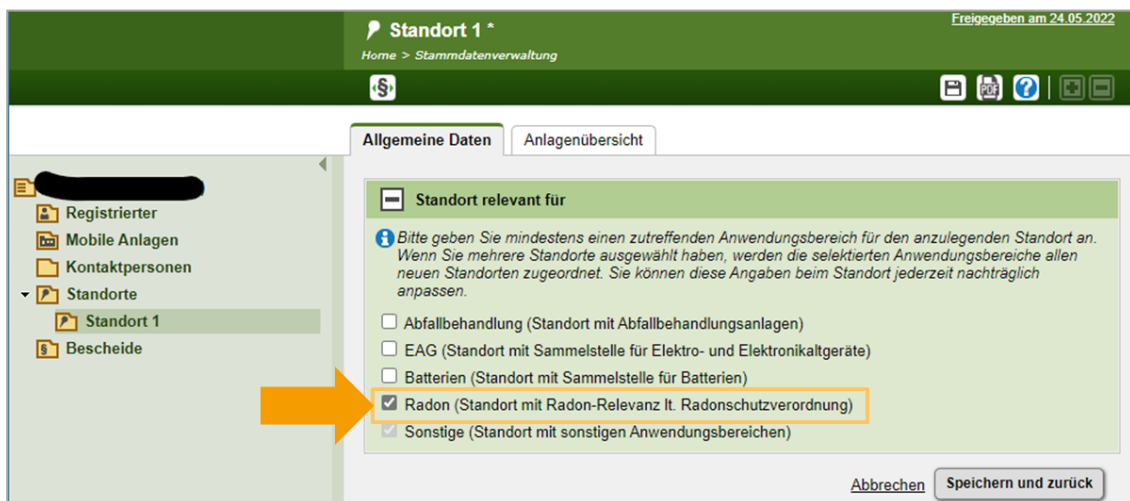 Standort 1 *
Freigegeben am 24.05.2022
Home > Stammdatenverwaltung
§
PDF
?
Allgemeine Daten
Anlagenübersicht
Registrierter
Mobile Anlagen
Kontaktpersonen
Standorte
Standort 1
§ Bescheide
Standort relevant für
i Bitte geben Sie mindestens einen zutreffenden Anwendungsbereich für den anzulegenden Standort an.
Wenn Sie mehrere Standorte ausgewählt haben, werden die selektierten Anwendungsbereiche allen
neuen Standorten zugeordnet. Sie können diese Angaben beim Standort jederzeit nachträglich
anpassen.
Abfallbehandlung (Standort mit Abfallbehandlungsanlagen)
EAG (Standort mit Sammelstelle für Elektro- und Elektronikaltgeräte)
Batterien (Standort mit Sammelstelle für Batterien)
Radon (Standort mit Radon-Relevanz lt. Radonschutzverordnung)
Sonstige (Standort mit sonstigen Anwendungsbereichen)
Abbrechen
Speichern und zurück